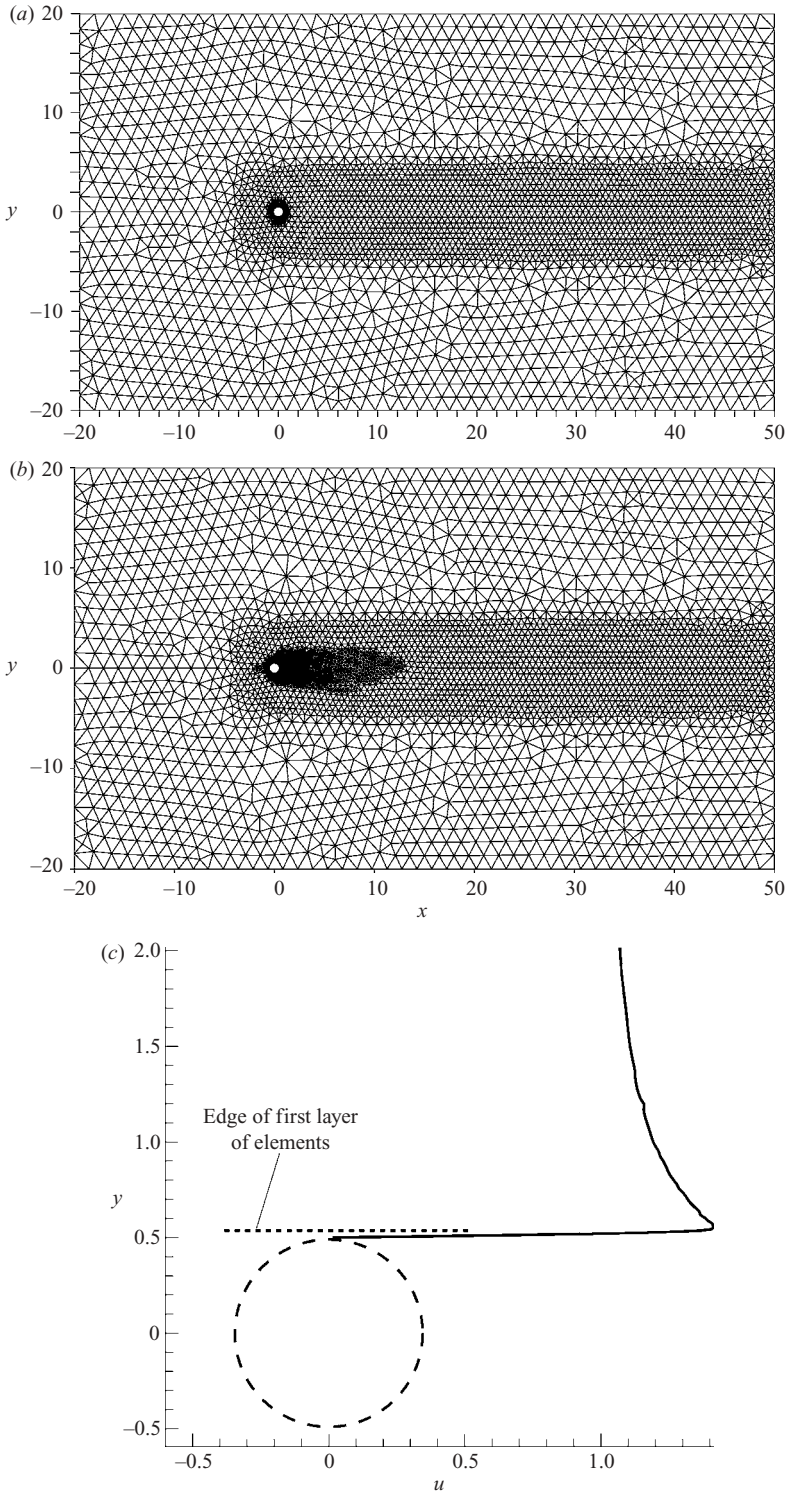 (a) 20
10
y 0
–10
–20
–20 –10 0 10 20 30 40 50
(b) 20
10
y 0
–10
–20
–20 –10 0 10 20 30 40 50
x
(c) 2.0
1.5
Edge of first layer
of elements
1.0
y
0.5
0
–0.5
–0.5 0 0.5 1.0
u